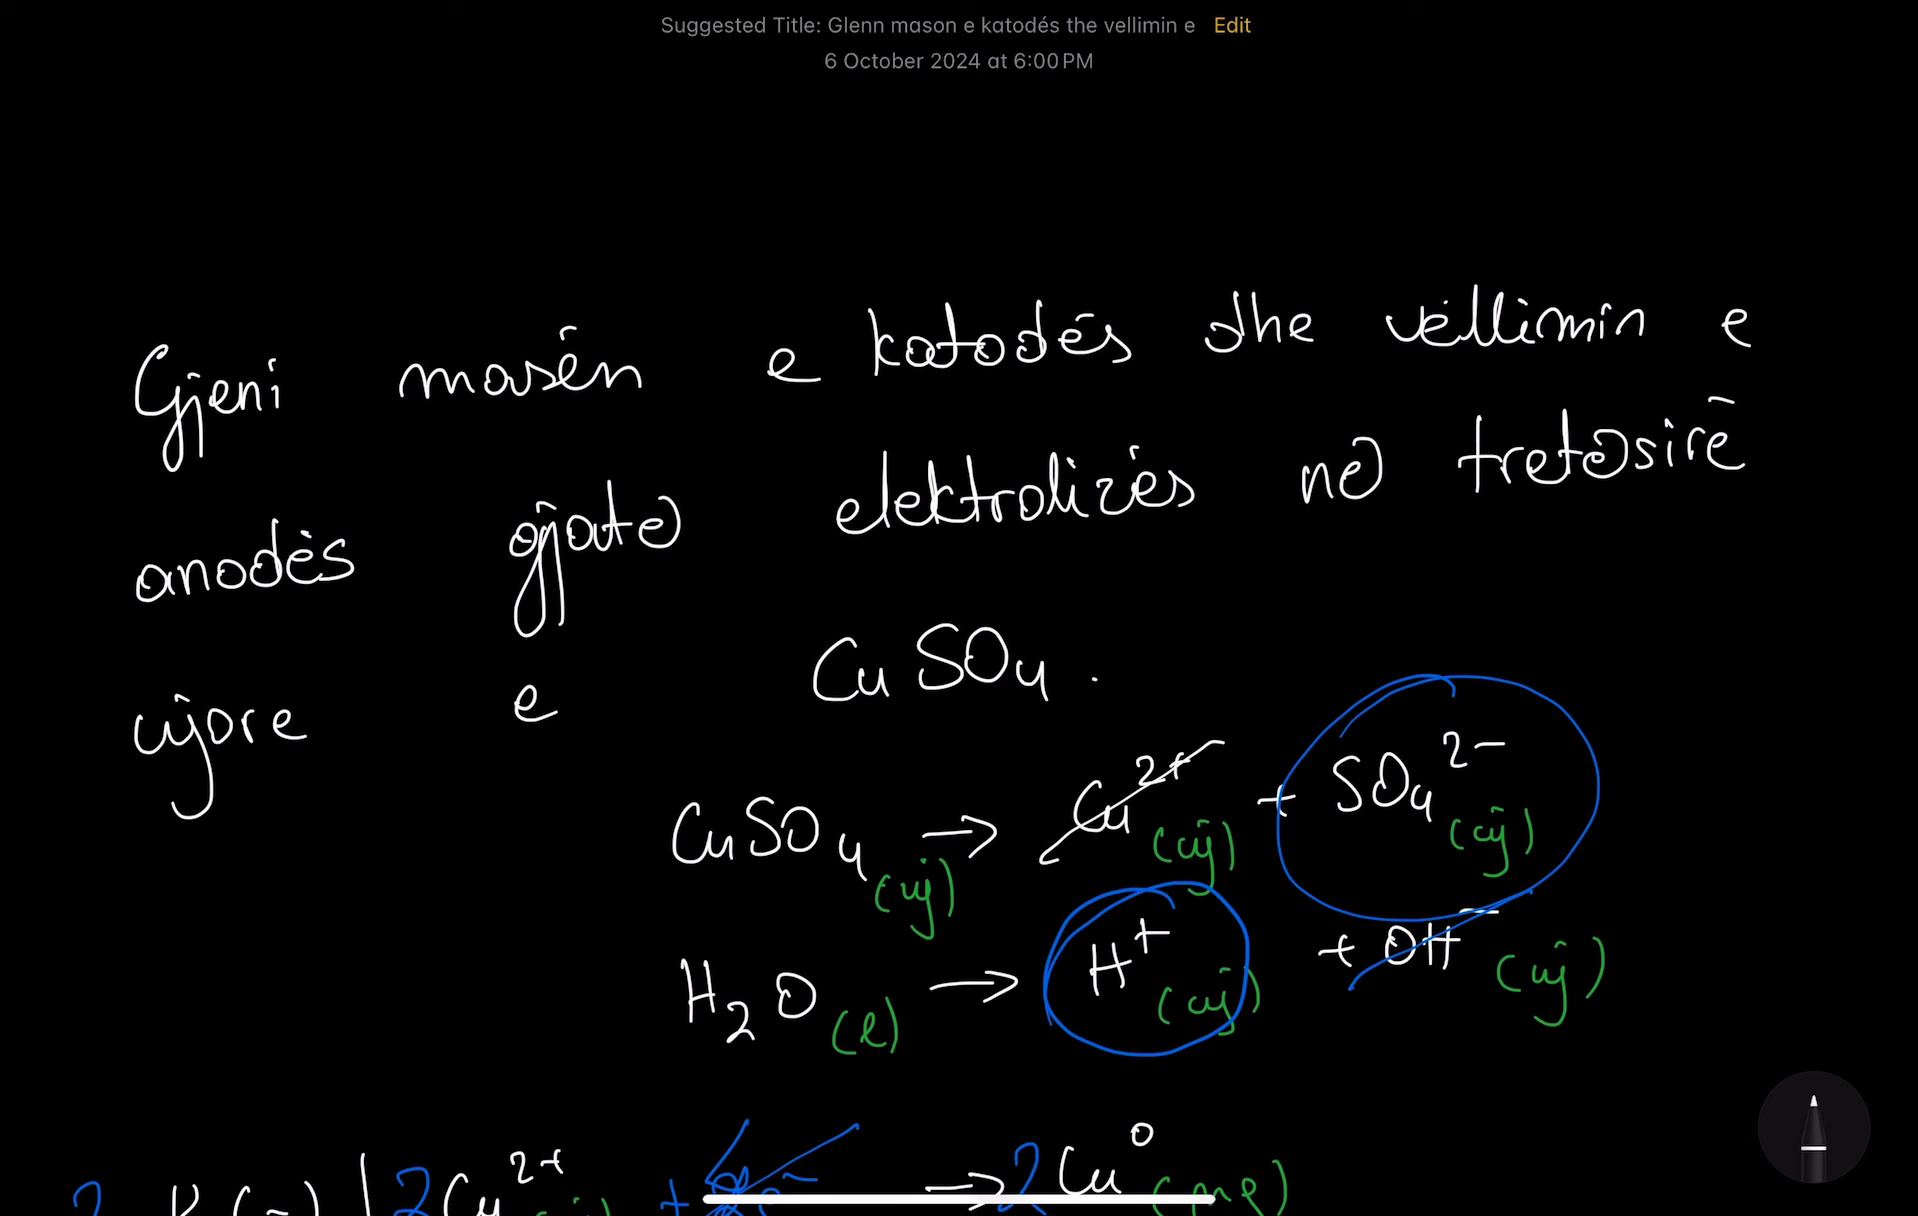 Suggested Title: Glenn mason e katodés the vellimin e Edit
6 October 2024 at 6:00 PM
Gjeni masën e katodës dhe vëllimin e
anodës gjatë elektrolizës në tretësirë
ujore e CuSO₄.
CuSO₄ (uj) → Cu²⁺ (uj) + SO₄²⁻ (uj)
H₂O (l) → H⁺ (uj) + OH⁻ (uj)
2 K(-) | 2Cu²⁺ + → 2Cu⁰